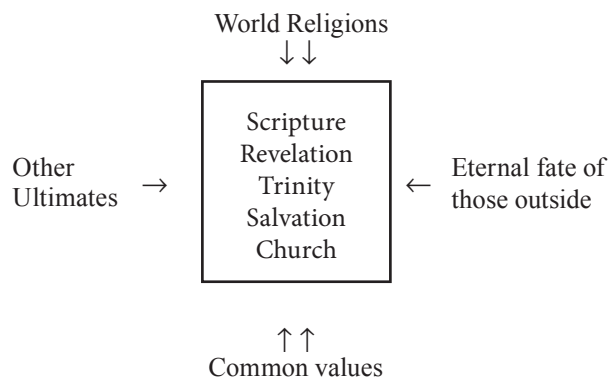 World Religions
↓↓
Scripture
Revelation
Trinity
Salvation
Church
Other
Ultimates →
← Eternal fate of
those outside
↑↑
Common values